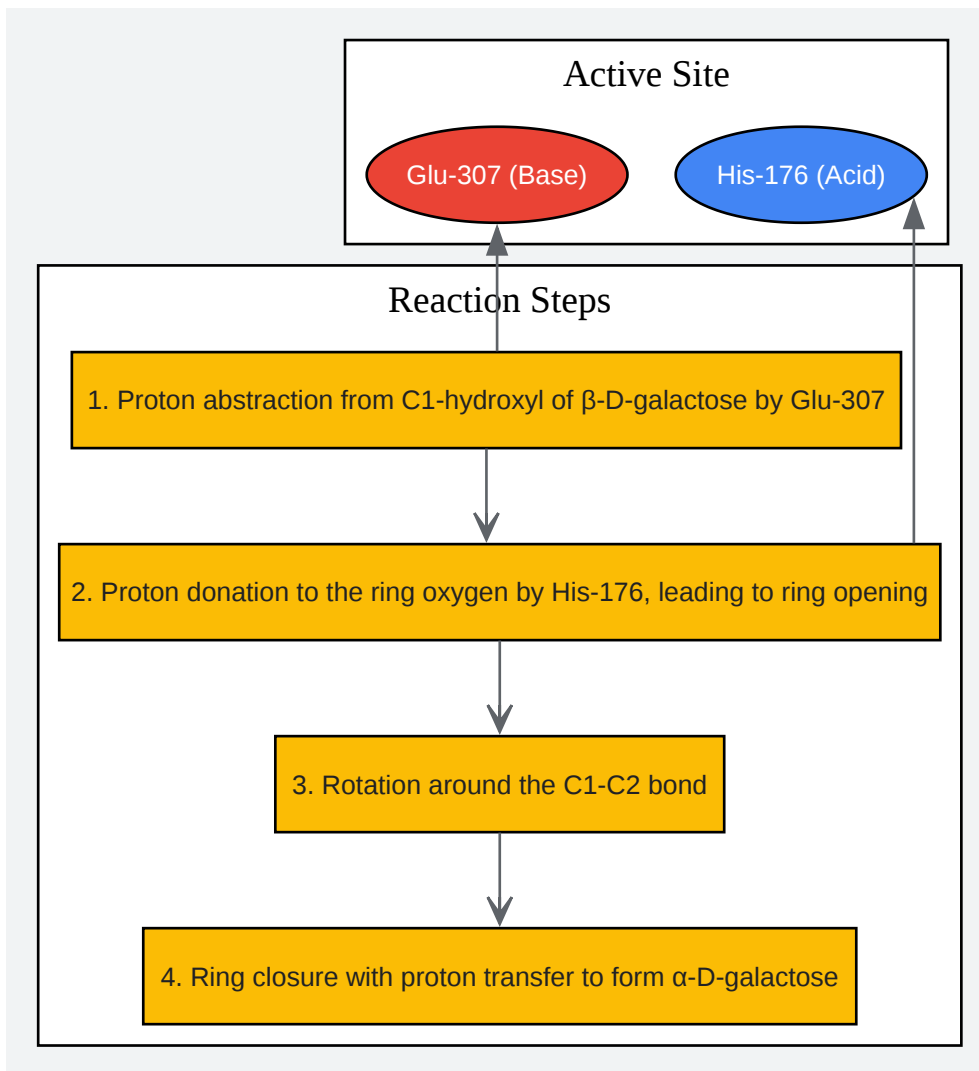 Active Site
Glu-307 (Base)
His-176 (Acid)
Reaction Steps
1. Proton abstraction from C1-hydroxyl of β-D-galactose by Glu-307
2. Proton donation to the ring oxygen by His-176, leading to ring opening
3. Rotation around the C1-C2 bond
4. Ring closure with proton transfer to form α-D-galactose